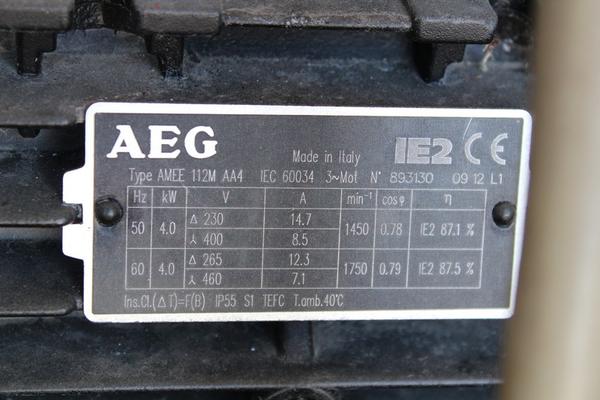 AEG
Made in Italy IE2 CE
Type AMEE 112M AA4 IEC 60034 3~Mot N° 893130 09 12 L1
Hz kW V A min⁻¹ cosφ η
50 4.0 Δ 230 14.7 1450 0.78 IE2 87.1 %
⅄ 400 8.5
60 4.0 Δ 265 12.3 1750 0.79 IE2 87.5 %
⅄ 460 7.1
Ins.Cl.(ΔT)=F(B) IP55 S1 TEFC T.amb.40°C